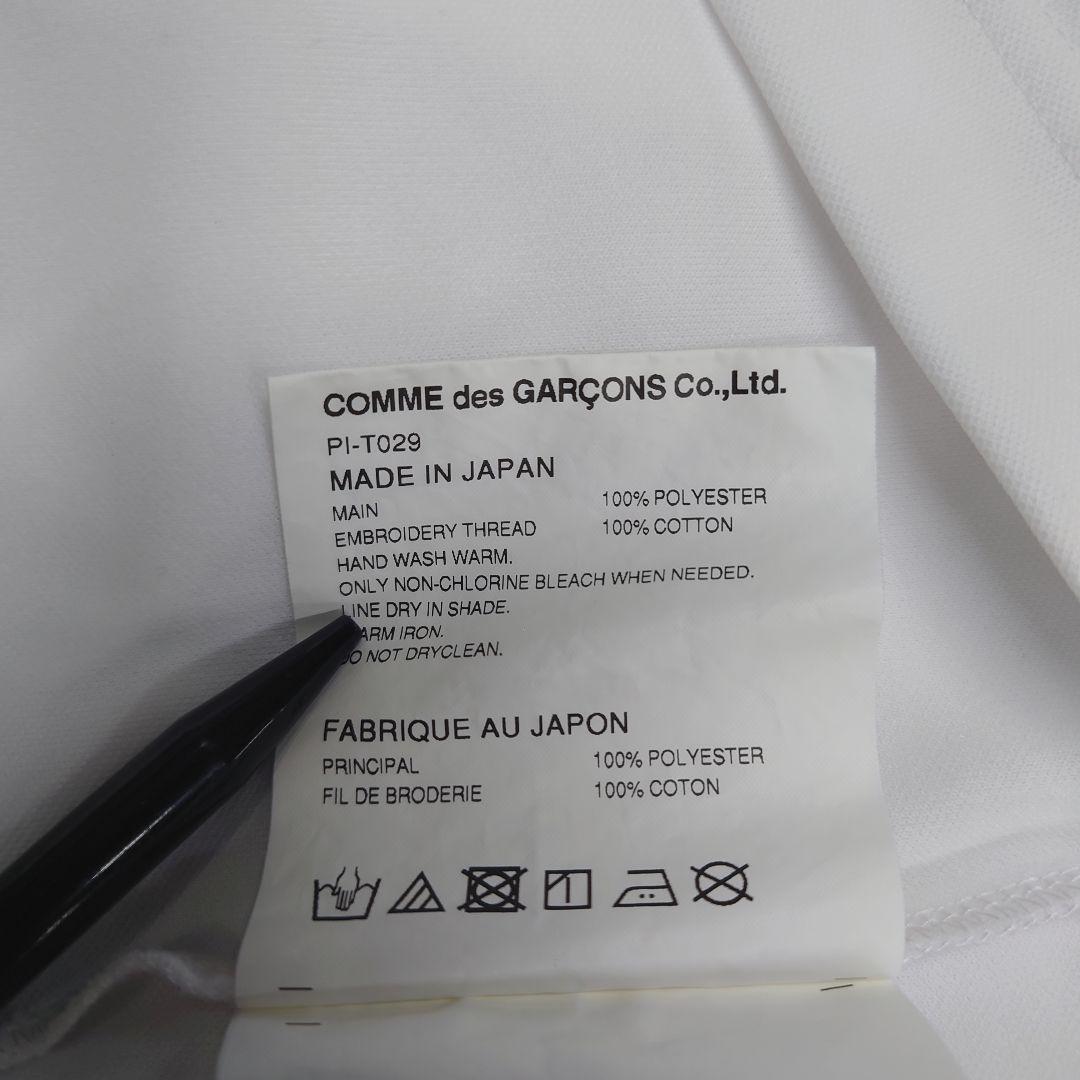 COMME des GARÇONS Co.,Ltd.
PI-T029
MADE IN JAPAN
MAIN 100% POLYESTER
EMBROIDERY THREAD 100% COTTON
HAND WASH WARM.
ONLY NON-CHLORINE BLEACH WHEN NEEDED.
LINE DRY IN SHADE.
ARM IRON.
DO NOT DRYCLEAN.
FABRIQUE AU JAPON
PRINCIPAL 100% POLYESTER
FIL DE BRODERIE 100% COTON